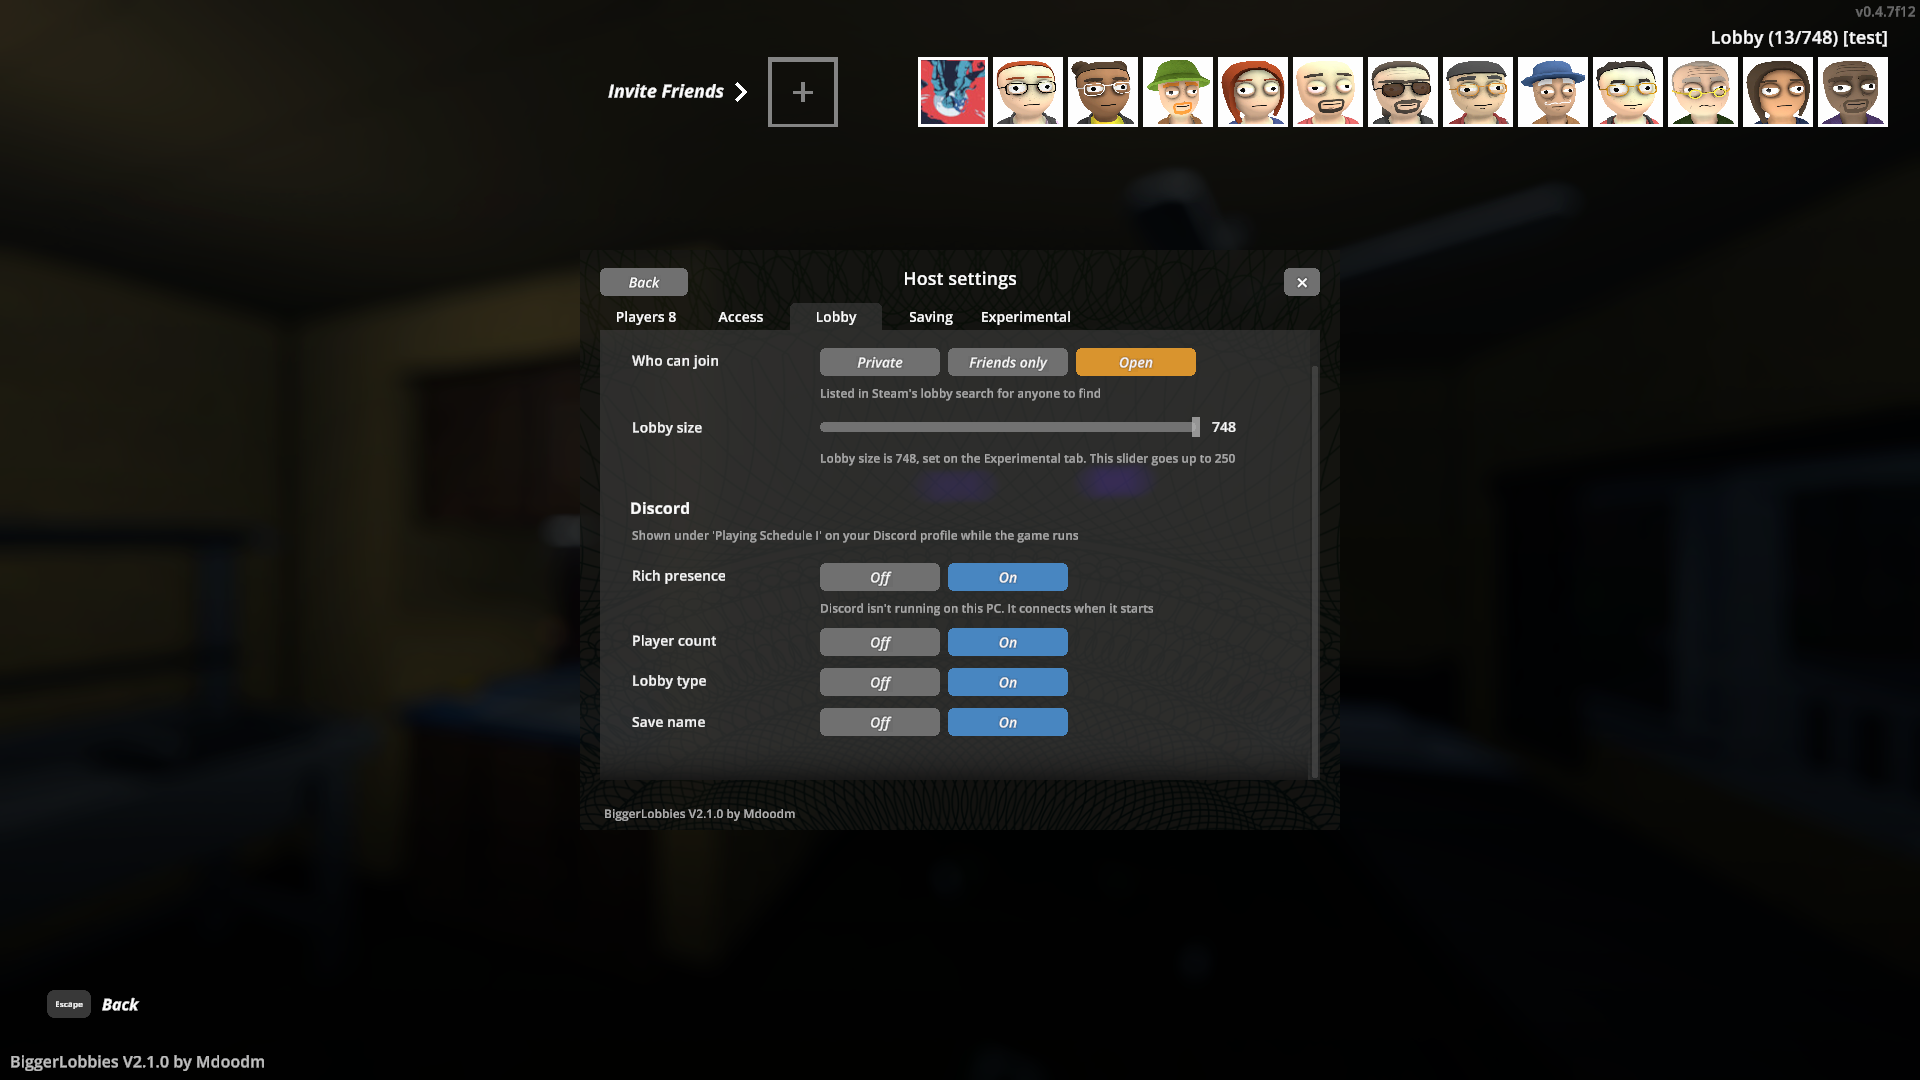 v0.4.7f12
Lobby (13/748) [test]
Invite Friends
Back
Host settings
Players 8
Access
Lobby
Saving
Experimental
Who can join
Private
Friends only
Open
Listed in Steam's lobby search for anyone to find
Lobby size
748
Lobby size is 748, set on the Experimental tab. This slider goes up to 250
Discord
Shown under 'Playing Schedule I' on your Discord profile while the game runs
Rich presence
Off
On
Discord isn't running on this PC. It connects when it starts
Player count
Off
On
Lobby type
Off
On
Save name
Off
On
BiggerLobbies V2.1.0 by Mdoodm
Escape
Back
BiggerLobbies V2.1.0 by Mdoodm